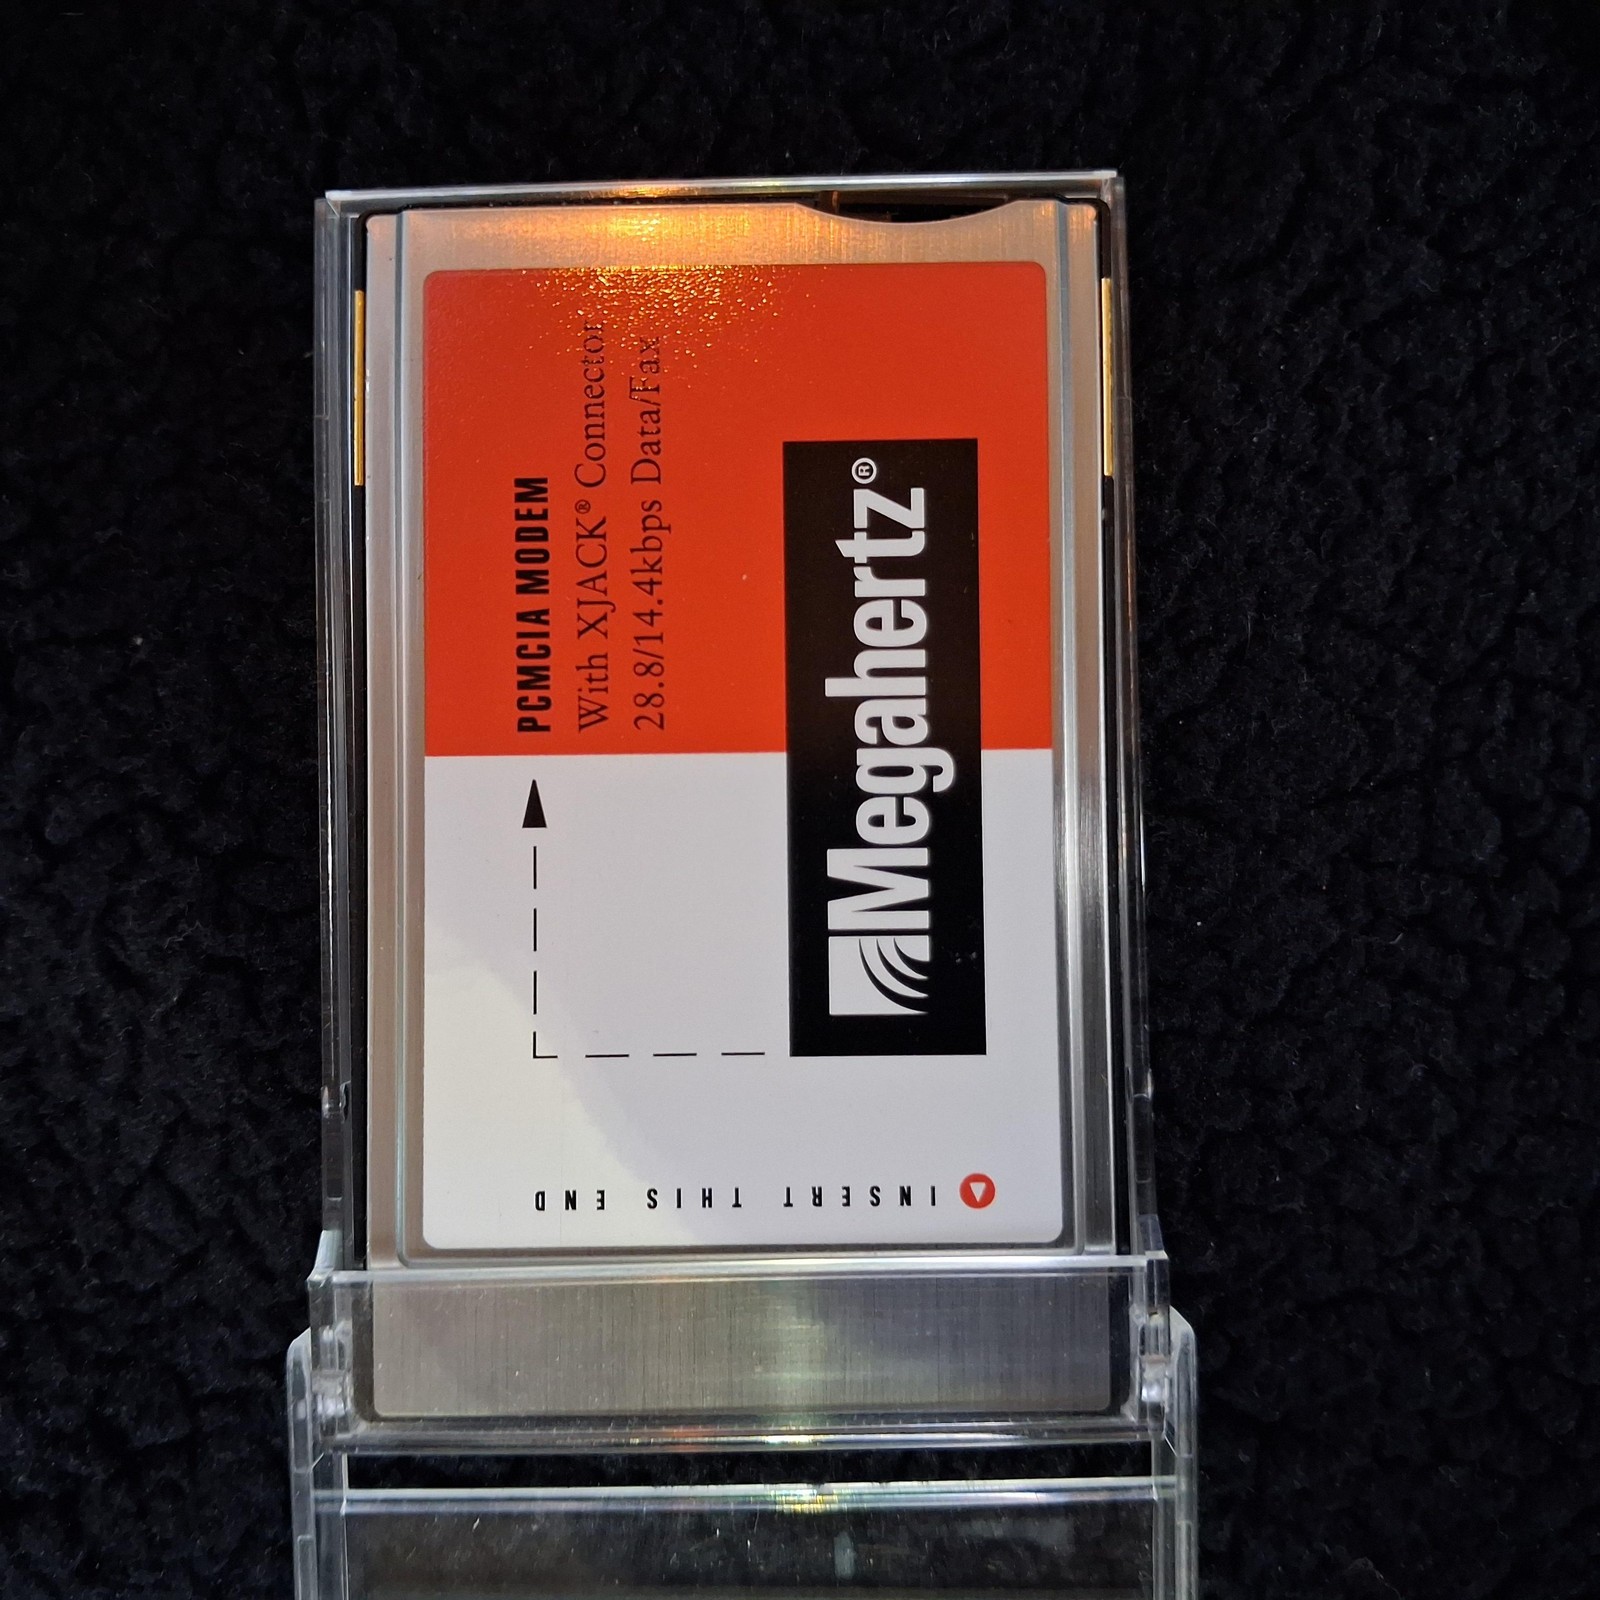 PCMCIA MODEM
With XJACK® Connector
28.8/14.4kbps Data/Fax
Megahertz®
INSERT THIS END